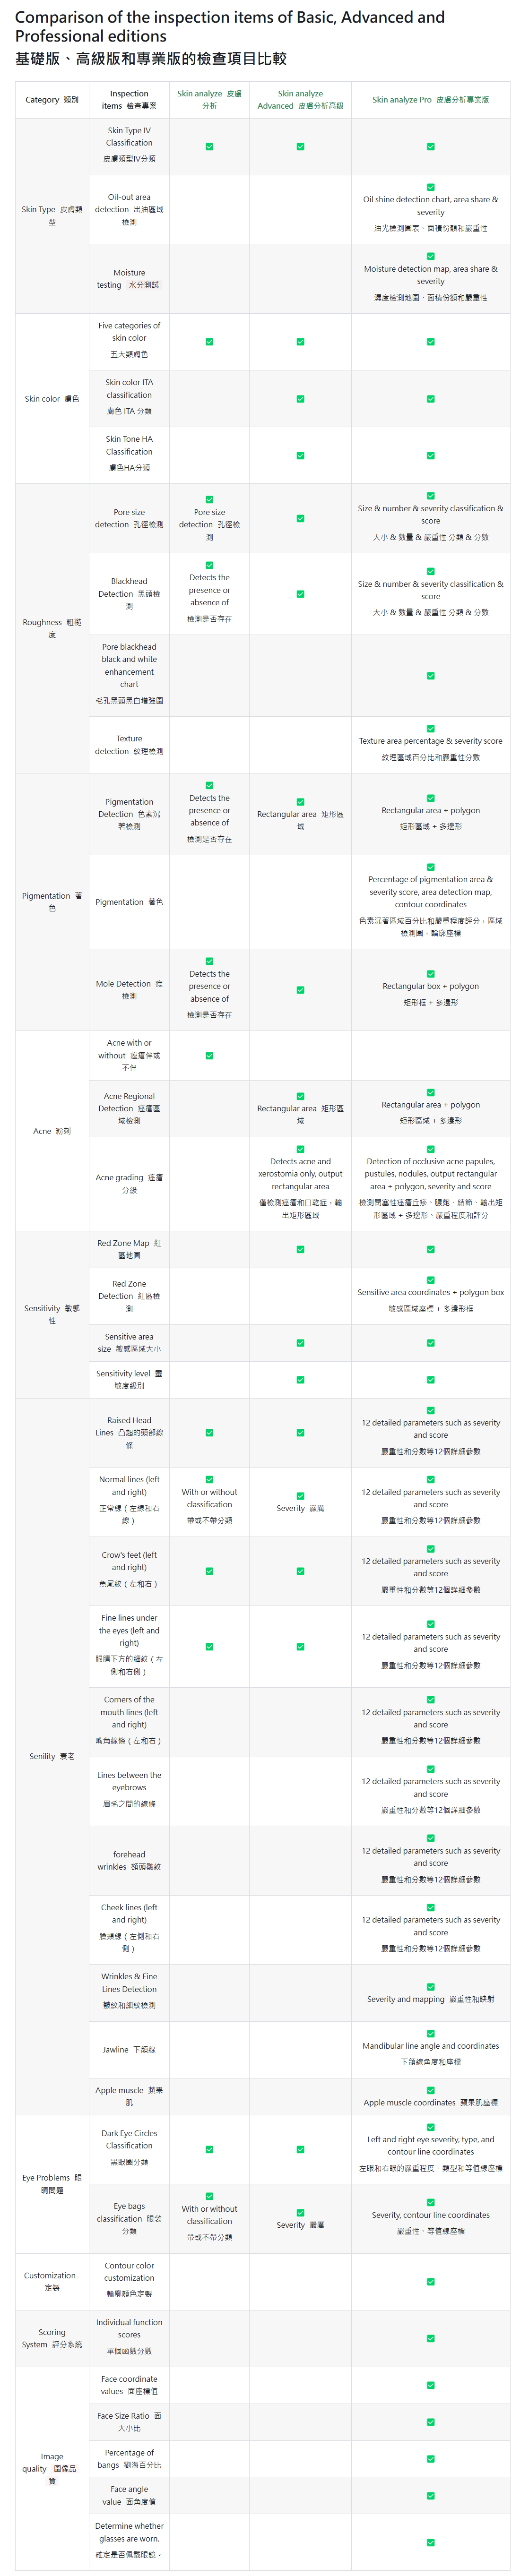 Comparison of the inspection items of Basic, Advanced and
Professional editions
基礎版、高級版和專業版的檢查項目比較
Category 類別
Inspection
items 檢查專案
Skin analyze 皮膚
分析
Skin analyze
Advanced 皮膚分析高級
Skin analyze Pro 皮膚分析專業版
Skin Type 皮膚類
型
Skin Type IV
Classification
皮膚類型IV分類
Oil-out area
detection 出油區域
檢測
Oil shine detection chart, area share &
severity
油光檢測圖表、面積份額和嚴重性
Moisture
testing 水分測試
Moisture detection map, area share &
severity
濕度檢測地圖、面積份額和嚴重性
Skin color 膚色
Five categories of
skin color
五大類膚色
Skin color ITA
classification
膚色 ITA 分類
Skin Tone HA
Classification
膚色HA分類
Roughness 粗糙
度
Pore size
detection 孔徑檢測
Pore size
detection 孔徑檢
測
Size & number & severity classification &
score
大小 & 數量 & 嚴重性 分類 & 分數
Blackhead
Detection 黑頭檢
測
Detects the
presence or
absence of
檢測是否存在
Size & number & severity classification &
score
大小 & 數量 & 嚴重性 分類 & 分數
Pore blackhead
black and white
enhancement
chart
毛孔黑頭黑白增強圖
Texture
detection 紋理檢測
Texture area percentage & severity score
紋理區域百分比和嚴重性分數
Pigmentation 著
色
Pigmentation
Detection 色素沉
著檢測
Detects the
presence or
absence of
檢測是否存在
Rectangular area 矩形區
域
Rectangular area + polygon
矩形區域 + 多邊形
Pigmentation 著色
Percentage of pigmentation area &
severity score, area detection map,
contour coordinates
色素沉著區域百分比和嚴重程度評分，區域
檢測圖，輪廓座標
Mole Detection 痣
檢測
Detects the
presence or
absence of
檢測是否存在
Rectangular box + polygon
矩形框 + 多邊形
Acne 粉刺
Acne with or
without 痤瘡伴或
不伴
Acne Regional
Detection 痤瘡區
域檢測
Rectangular area 矩形區
域
Rectangular area + polygon
矩形區域 + 多邊形
Acne grading 痤瘡
分級
Detects acne and
xerostomia only, output
rectangular area
僅檢測痤瘡和口乾症，輸
出矩形區域
Detection of occlusive acne papules,
pustules, nodules, output rectangular
area + polygon, severity and score
檢測閉塞性痤瘡丘疹、膿皰、結節、輸出矩
形區域 + 多邊形、嚴重程度和評分
Sensitivity 敏感
性
Red Zone Map 紅
區地圖
Red Zone
Detection 紅區檢
測
Sensitive area coordinates + polygon box
敏感區域座標 + 多邊形框
Sensitive area
size 敏感區域大小
Sensitivity level 靈
敏度級別
Senility 衰老
Raised Head
Lines 凸起的頭部線
條
12 detailed parameters such as severity
and score
嚴重性和分數等12個詳細參數
Normal lines (left
and right)
正常線（左線和右
線）
With or without
classification
帶或不帶分類
Severity 嚴厲
12 detailed parameters such as severity
and score
嚴重性和分數等12個詳細參數
Crow's feet (left
and right)
魚尾紋（左和右）
12 detailed parameters such as severity
and score
嚴重性和分數等12個詳細參數
Fine lines under
the eyes (left and
right)
眼睛下方的細紋（左
側和右側）
12 detailed parameters such as severity
and score
嚴重性和分數等12個詳細參數
Corners of the
mouth lines (left
and right)
嘴角線條（左和右）
12 detailed parameters such as severity
and score
嚴重性和分數等12個詳細參數
Lines between the
eyebrows
眉毛之間的線條
12 detailed parameters such as severity
and score
嚴重性和分數等12個詳細參數
forehead
wrinkles 額頭皺紋
12 detailed parameters such as severity
and score
嚴重性和分數等12個詳細參數
Cheek lines (left
and right)
臉頰線（左側和右
側）
12 detailed parameters such as severity
and score
嚴重性和分數等12個詳細參數
Wrinkles & Fine
Lines Detection
皺紋和細紋檢測
Severity and mapping 嚴重性和映射
Jawline 下頜線
Mandibular line angle and coordinates
下頜線角度和座標
Apple muscle 蘋果
肌
Apple muscle coordinates 蘋果肌座標
Eye Problems 眼
睛問題
Dark Eye Circles
Classification
黑眼圈分類
Left and right eye severity, type, and
contour line coordinates
左眼和右眼的嚴重程度、類型和等值線座標
Eye bags
classification 眼袋
分類
With or without
classification
帶或不帶分類
Severity 嚴厲
Severity, contour line coordinates
嚴重性、等值線座標
Customization
定製
Contour color
customization
輪廓顏色定製
Scoring
System 評分系統
Individual function
scores
單個函數分數
Image
quality 圖像品
質
Face coordinate
values 面座標值
Face Size Ratio 面
大小比
Percentage of
bangs 劉海百分比
Face angle
value 面角度值
Determine whether
glasses are worn.
確定是否佩戴眼鏡。